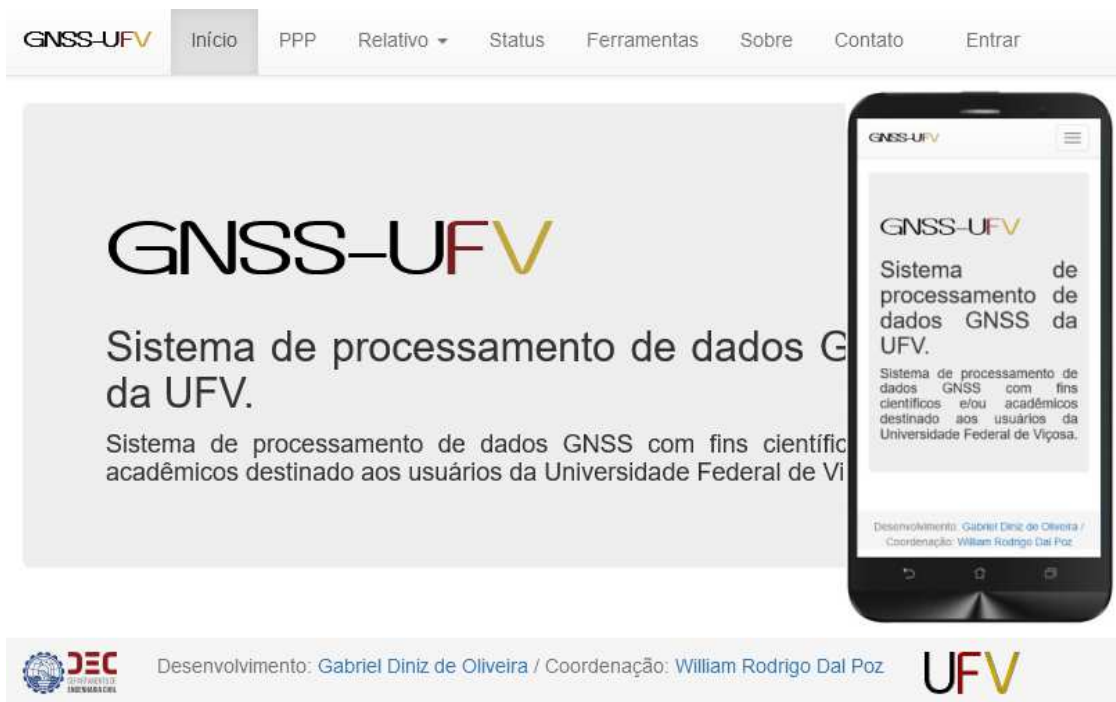 GNSS-UFV Início PPP Relativo Status Ferramentas Sobre Contato Entrar
GNSS-UFV
Sistema de processamento de dados G
da UFV.
Sistema de processamento de dados GNSS com fins científic
acadêmicos destinado aos usuários da Universidade Federal de Vi
GNSS-UFV
GNSS-UFV
Sistema de
processamento de
dados GNSS da
UFV.
Sistema de processamento de
dados GNSS com fins
científicos e/ou acadêmicos
destinado aos usuários da
Universidade Federal de Viçosa.
Desenvolvimento: Gabriel Diniz de Oliveira /
Coordenação: William Rodrigo Dal Poz
DEC
DEPARTAMENTO DE
ENGENHARIA CIVIL
Desenvolvimento: Gabriel Diniz de Oliveira / Coordenação: William Rodrigo Dal Poz
UFV